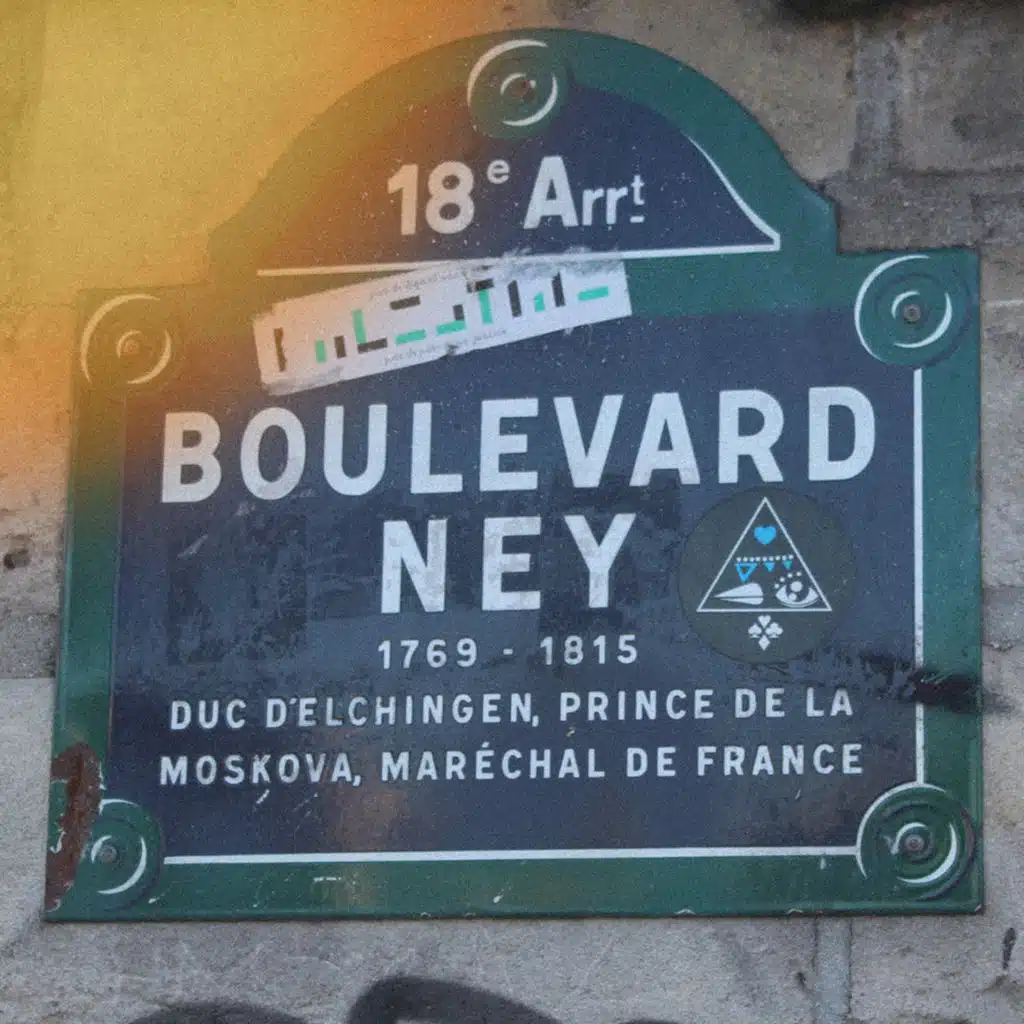 18e Arrt
BOULEVARD
NEY
1769 - 1815
DUC D'ELCHINGEN, PRINCE DE LA
MOSKOVA, MARÉCHAL DE FRANCE